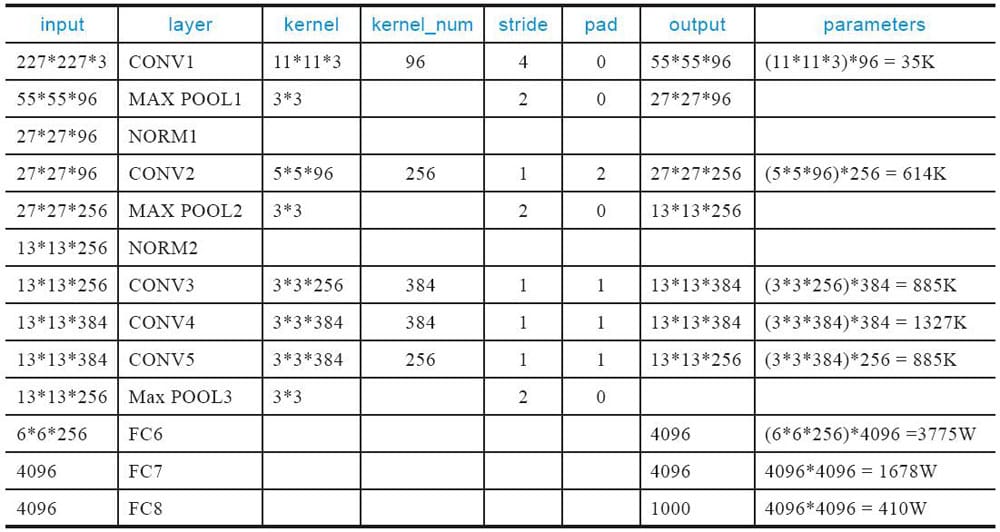 input layer kernel kernel_num stride pad output parameters
227*227*3 CONV1 11*11*3 96 4 0 55*55*96 (11*11*3)*96 = 35K
55*55*96 MAX POOL1 3*3 2 0 27*27*96
27*27*96 NORM1
27*27*96 CONV2 5*5*96 256 1 2 27*27*256 (5*5*96)*256 = 614K
27*27*256 MAX POOL2 3*3 2 0 13*13*256
13*13*256 NORM2
13*13*256 CONV3 3*3*256 384 1 1 13*13*384 (3*3*256)*384 = 885K
13*13*384 CONV4 3*3*384 384 1 1 13*13*384 (3*3*384)*384 = 1327K
13*13*384 CONV5 3*3*384 256 1 1 13*13*256 (3*3*384)*256 = 885K
13*13*256 Max POOL3 3*3 2 0
6*6*256 FC6 4096 (6*6*256)*4096 =3775W
4096 FC7 4096 4096*4096 = 1678W
4096 FC8 1000 4096*4096 = 410W